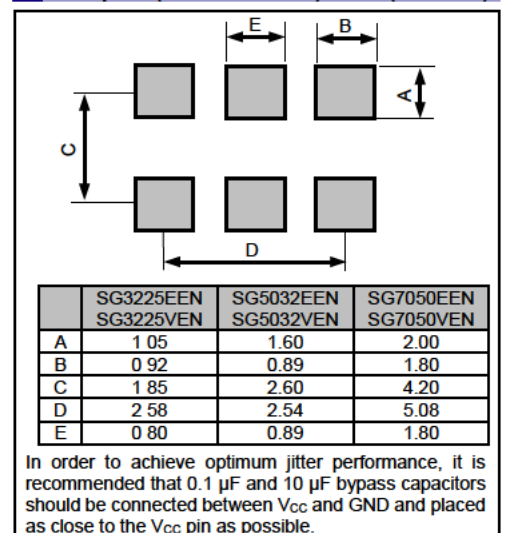 E
B
A
C
D
SG3225EEN SG5032EEN SG7050EEN
SG3225VEN SG5032VEN SG7050VEN
A 1 05 1.60 2.00
B 0 92 0.89 1.80
C 1 85 2.60 4.20
D 2 58 2.54 5.08
E 0 80 0.89 1.80
In order to achieve optimum jitter performance, it is
recommended that 0.1 µF and 10 µF bypass capacitors
should be connected between Vcc and GND and placed
as close to the Vcc pin as possible.